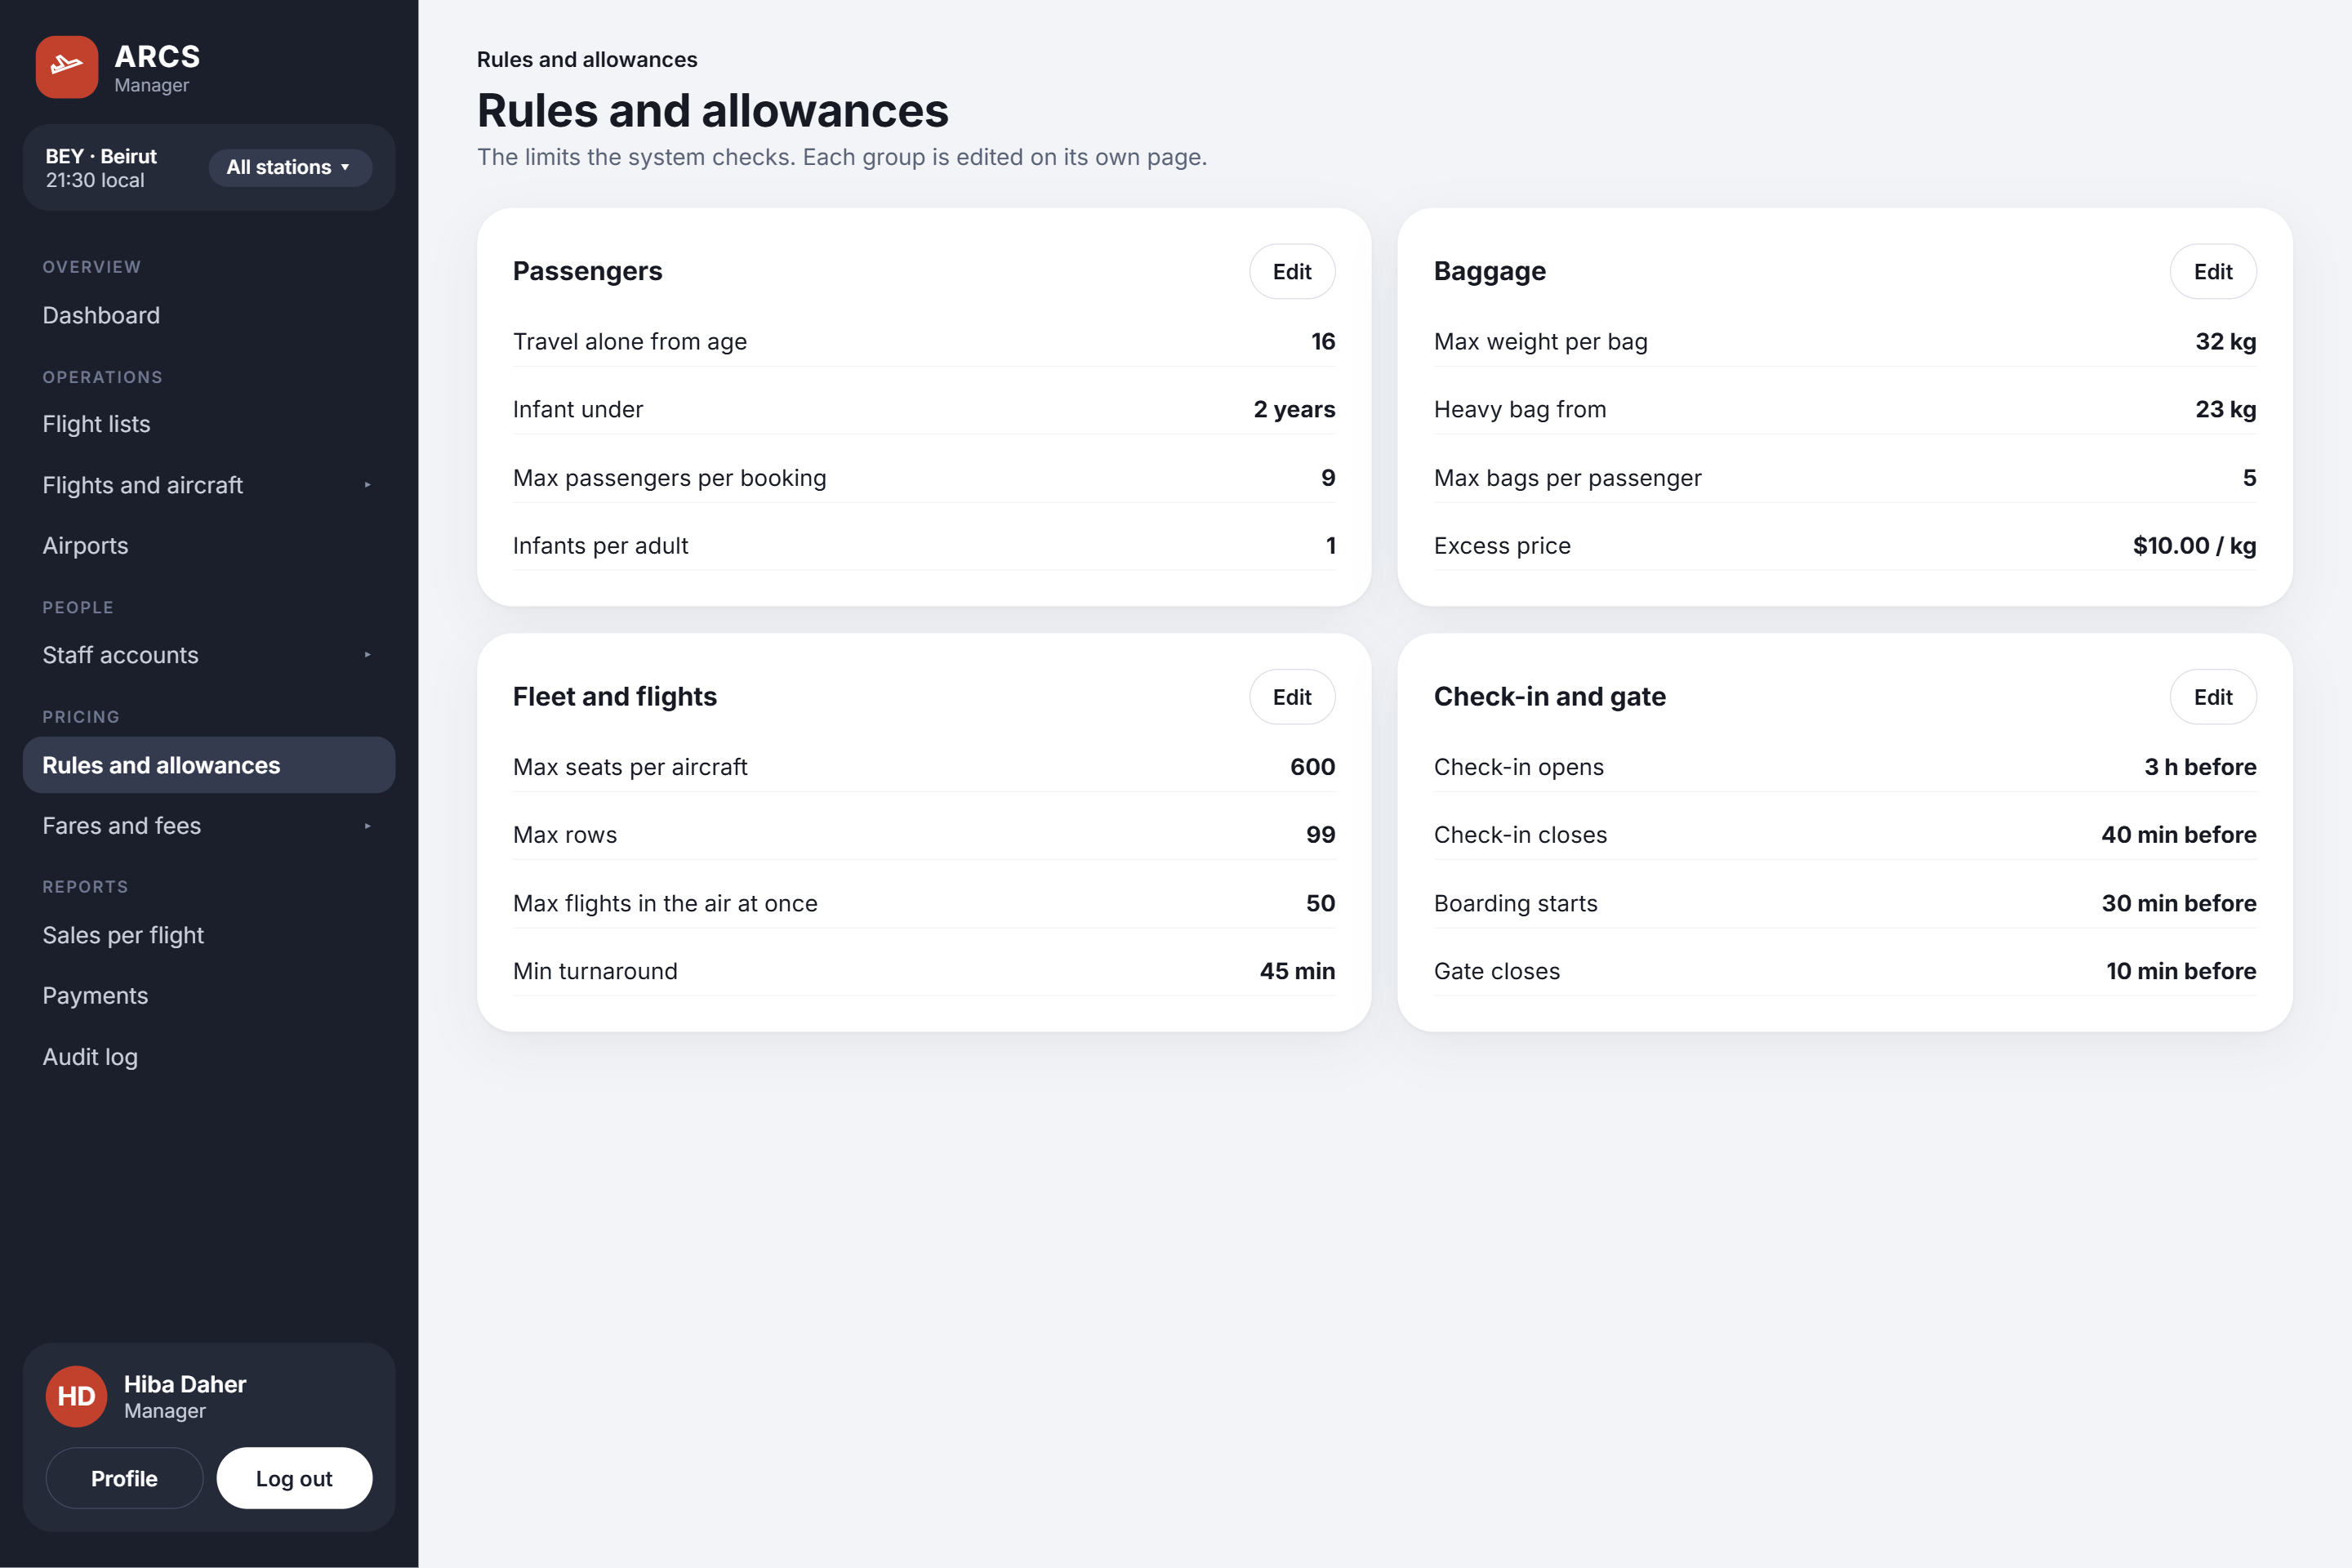 ARCS
Manager
BEY · Beirut
21:30 local
All stations
OVERVIEW
Dashboard
OPERATIONS
Flight lists
Flights and aircraft
Airports
PEOPLE
Staff accounts
PRICING
Rules and allowances
Fares and fees
REPORTS
Sales per flight
Payments
Audit log
HD
Hiba Daher
Manager
Profile
Log out
Rules and allowances
Rules and allowances
The limits the system checks. Each group is edited on its own page.
Passengers
Edit
Travel alone from age 16
Infant under 2 years
Max passengers per booking 9
Infants per adult 1
Baggage
Edit
Max weight per bag 32 kg
Heavy bag from 23 kg
Max bags per passenger 5
Excess price $10.00 / kg
Fleet and flights
Edit
Max seats per aircraft 600
Max rows 99
Max flights in the air at once 50
Min turnaround 45 min
Check-in and gate
Edit
Check-in opens 3 h before
Check-in closes 40 min before
Boarding starts 30 min before
Gate closes 10 min before